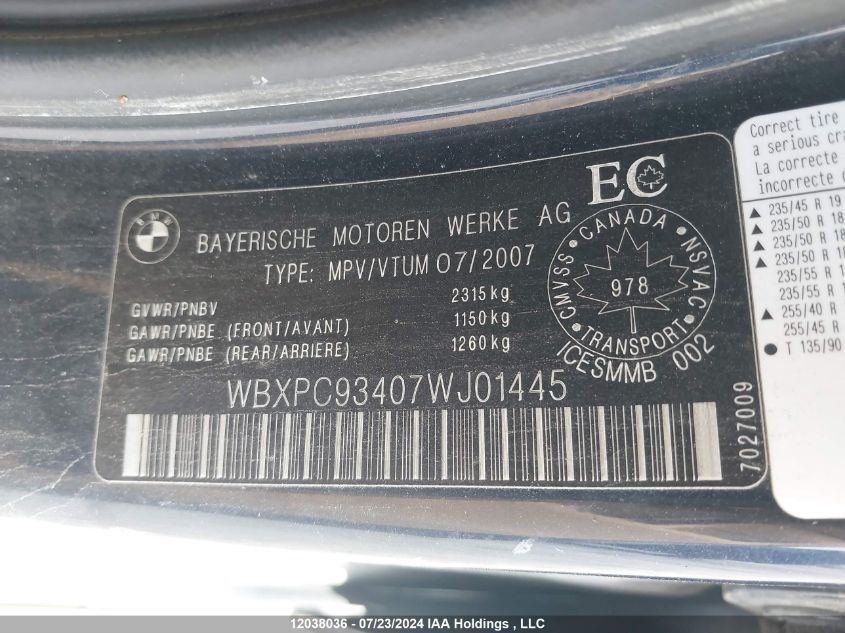 Correct tire
a serious cra
La correcte
incorrecte
▲ 235/45 R 19
235/50 R 18
▲ 235/50 R 18
▲ 235/50 R 18
235/55 R
235/55 R
▲ 255/40 R
255/45 R
● T 135/90
EC
BMW
BAYERISCHE MOTOREN WERKE AG
TYPE: MPV/VTUM 07/2007
GVWR/PNBV 2315kg
GAWR/PNBE (FRONT/AVANT) 1150kg
GAWR/PNBE (REAR/ARRIERE) 1260kg
CMVSS • CANADA • NSVAC • TRANSPORT •
978
ICESMMB 002
WBXPC93407WJ01445
7027009
12038036 - 07/23/2024 IAA Holdings , LLC